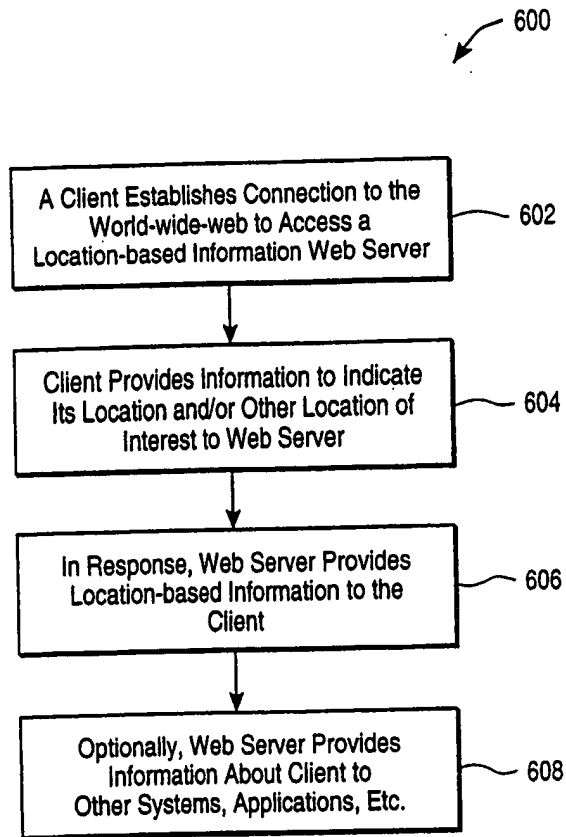 600
A Client Establishes Connection to the
World-wide-web to Access a
Location-based Information Web Server
602
Client Provides Information to Indicate
Its Location and/or Other Location of
Interest to Web Server
604
In Response, Web Server Provides
Location-based Information to the
Client
606
Optionally, Web Server Provides
Information About Client to
Other Systems, Applications, Etc.
608